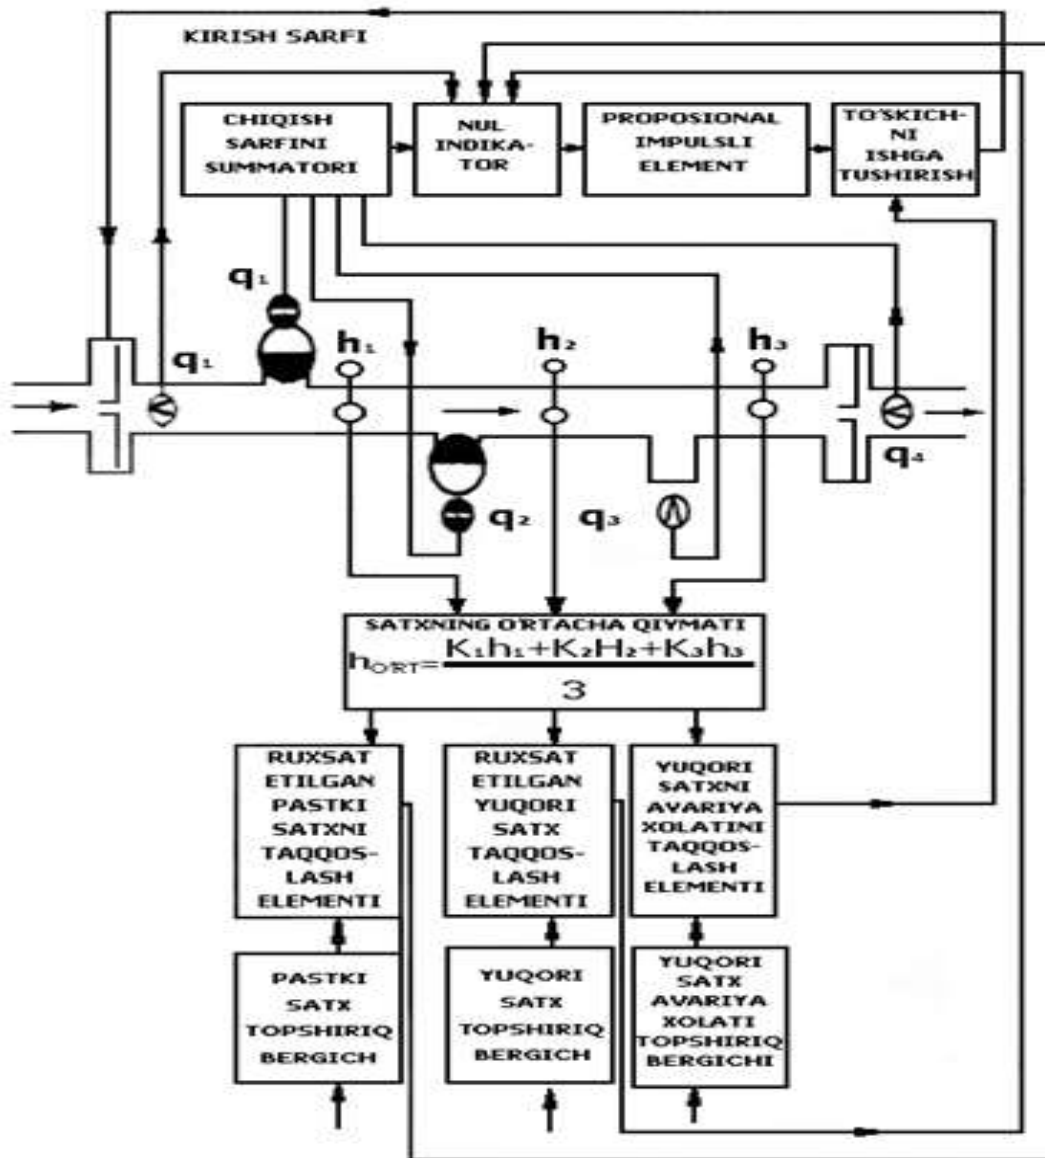 KIRISH SARFI
CHIQISH
SARFINI
SUMMATORI
NUL
INDIKA-
TOR
PROPOSIONAL
IMPULSLI
ELEMENT
TO'SKICH-
NI
ISHGA
TUSHIRISH
q₁
q₁
h₁
h₂
h₃
q₂
q₃
q₄
SATXNING O'RTACHA QIYMATI
hO'RT= K₁h₁+K₂H₂+K₃h₃
3
RUXSAT
ETILGAN
PASTKI
SATXNI
TAQQOS-
LASH
ELEMENTI
RUXSAT
ETILGAN
YUQORI
SATX
TAQQOS-
LASH
ELEMENTI
YUQORI
SATXNI
AVARIYA
XOLATINI
TAQQOS-
LASH
ELEMENTI
PASTKI
SATX
TOPSHIRIQ
BERGICH
YUQORI
SATX
TOPSHIRIQ
BERGICH
YUQORI
SATX
AVARIYA
XOLATI
TOPSHIRIQ
BERGICHI